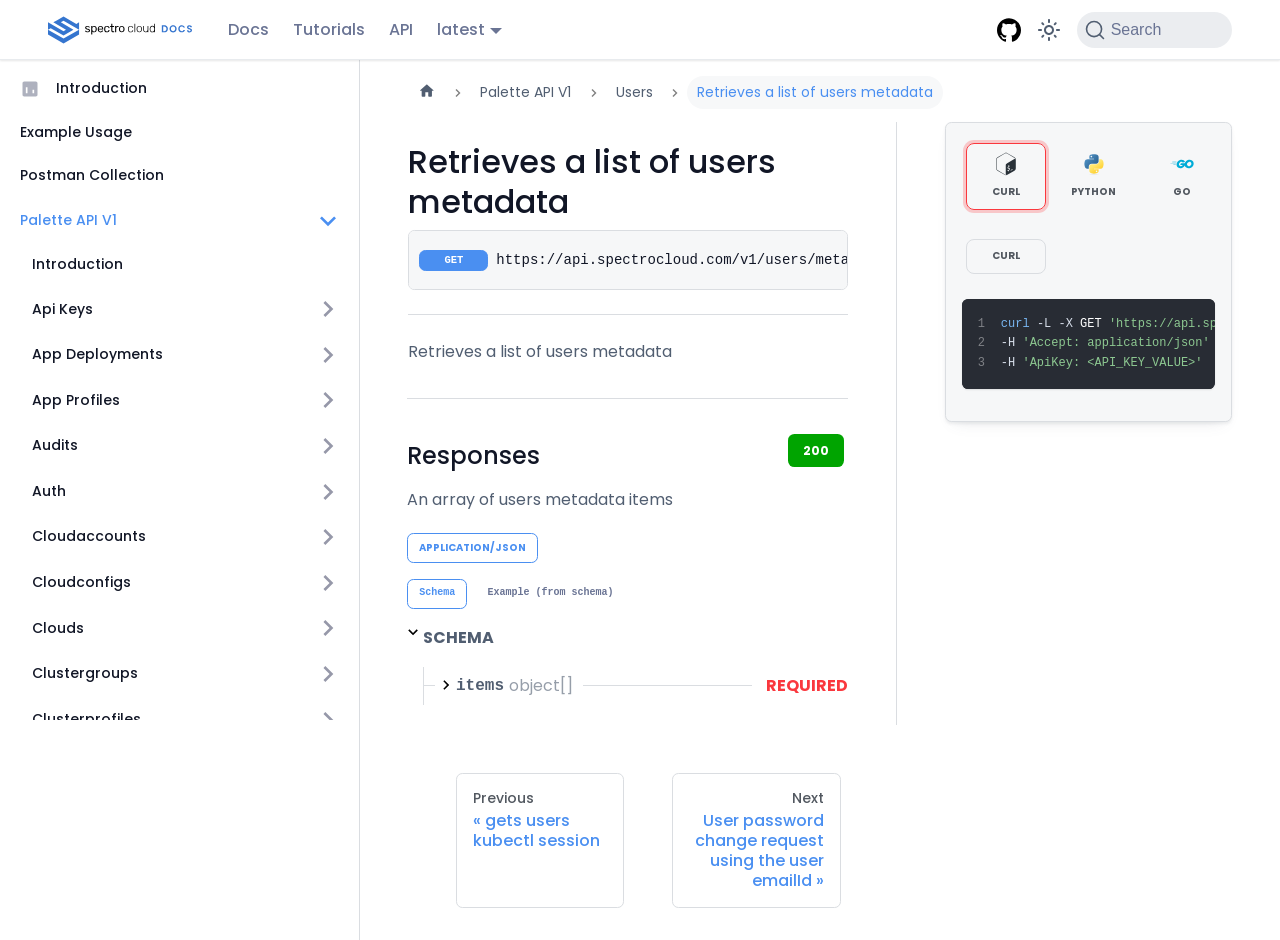 spectro cloud DOCS
Docs
Tutorials
API
latest
Search
Introduction
Example Usage
Postman Collection
Palette API V1
Introduction
Api Keys
App Deployments
App Profiles
Audits
Auth
Cloudaccounts
Cloudconfigs
Clouds
Clustergroups
Clusterprofiles
Palette API V1
Users
Retrieves a list of users metadata
Retrieves a list of users
metadata
GET https://api.spectrocloud.com/v1/users/meta
Retrieves a list of users metadata
Responses
200
An array of users metadata items
APPLICATION/JSON
Schema
Example (from schema)
SCHEMA
items object[]
REQUIRED
Previous
« gets users
kubectl session
Next
User password
change request
using the user
emailId »
CURL
PYTHON
GO
CURL
1 curl -L -X GET 'https://api.sp
2 -H 'Accept: application/json'
3 -H 'ApiKey: <API_KEY_VALUE>'